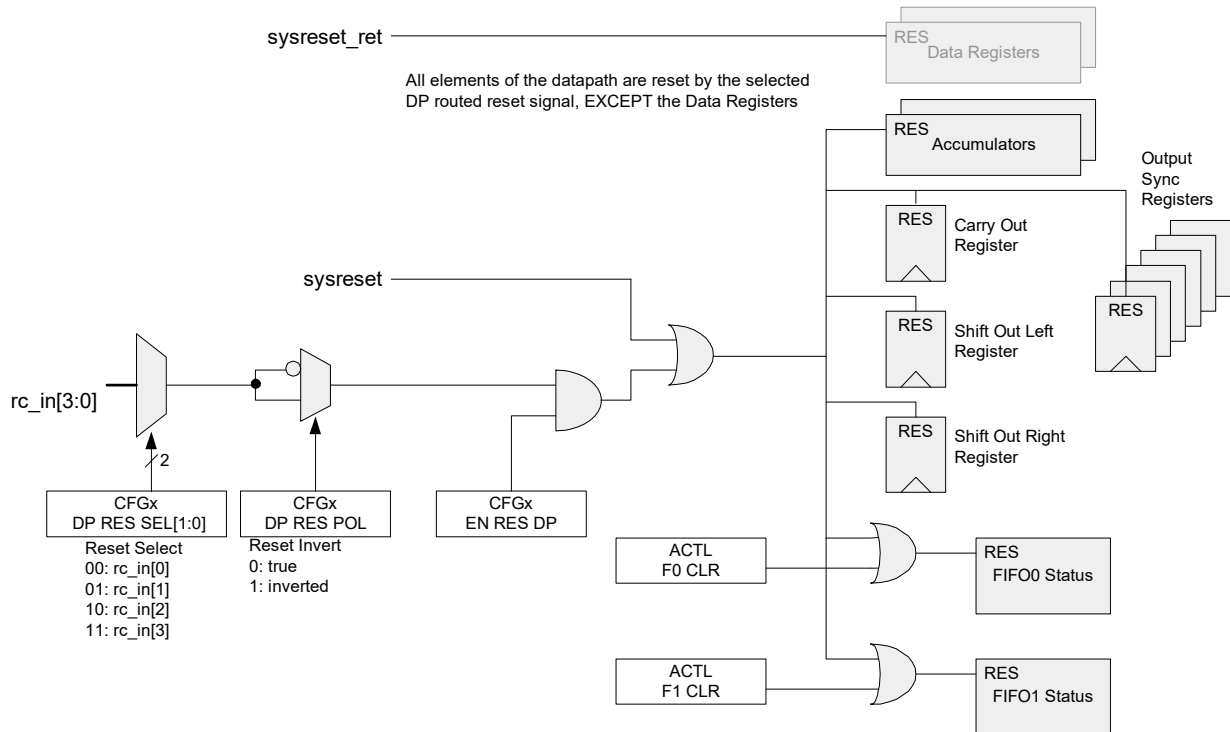 sysreset_ret
RES
Data Registers
All elements of the datapath are reset by the selected
DP routed reset signal, EXCEPT the Data Registers
RES
Accumulators
Output
Sync
Registers
RES
Carry Out
Register
sysreset
RES
RES
Shift Out Left
Register
rc_in[3:0]
2
RES
Shift Out Right
Register
CFGx
DP RES SEL[1:0]
CFGx
DP RES POL
CFGx
EN RES DP
Reset Select
00: rc_in[0]
01: rc_in[1]
10: rc_in[2]
11: rc_in[3]
Reset Invert
0: true
1: inverted
ACTL
F0 CLR
RES
FIFO0 Status
ACTL
F1 CLR
RES
FIFO1 Status